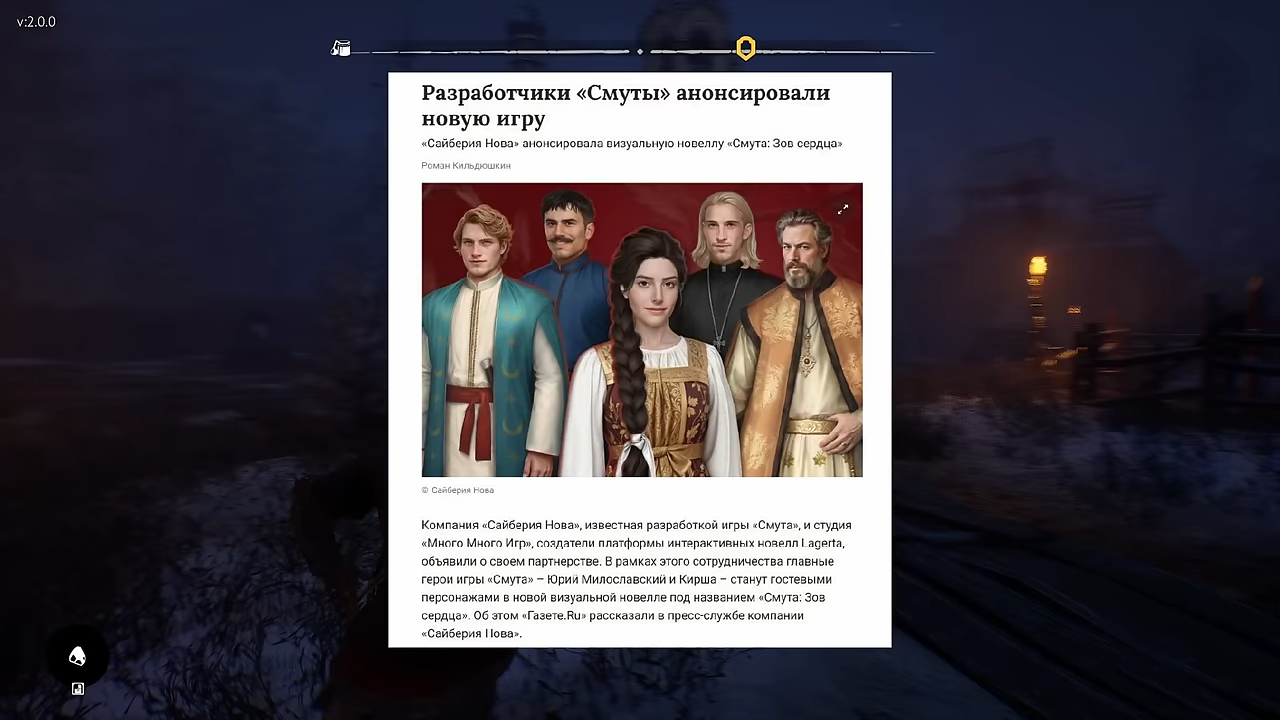 v:2.0.0
Разработчики «Смуты» анонсировали
новую игру
«Сайберия Нова» анонсировала визуальную новеллу «Смута: Зов сердца»
Роман Кильдюшкин
© Сайберия Нова
Компания «Сайберия Нова», известная разработкой игры «Смута», и студия
«Много Много Игр», создатели платформы интерактивных новелл Lagerta,
объявили о своем партнерстве. В рамках этого сотрудничества главные
герои игры «Смута» – Юрий Милославский и Кирша – станут гостевыми
персонажами в новой визуальной новелле под названием «Смута: Зов
сердца». Об этом «Газете.Ru» рассказали в пресс-службе компании
«Сайберия Нова».